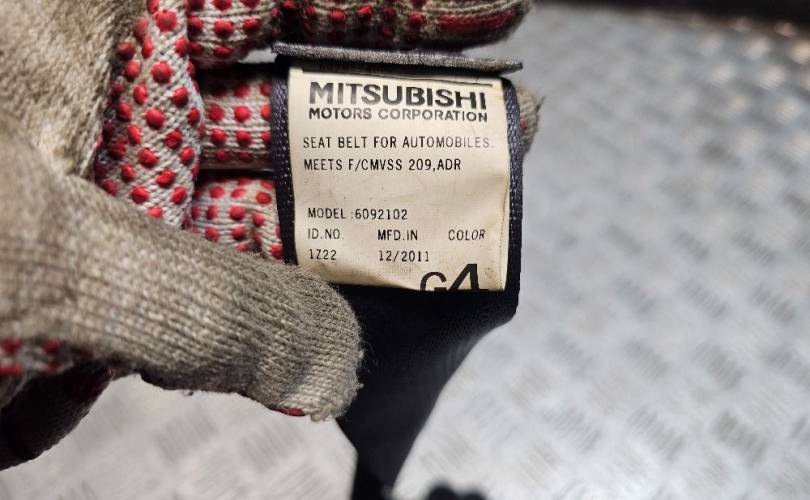 MITSUBISHI
MOTORS CORPORATION
SEAT BELT FOR AUTOMOBILES.
MEETS F/CMVSS 209,ADR
MODEL :6092102
ID.NO. MFD.IN COLOR
1Z22 12/2011
G4